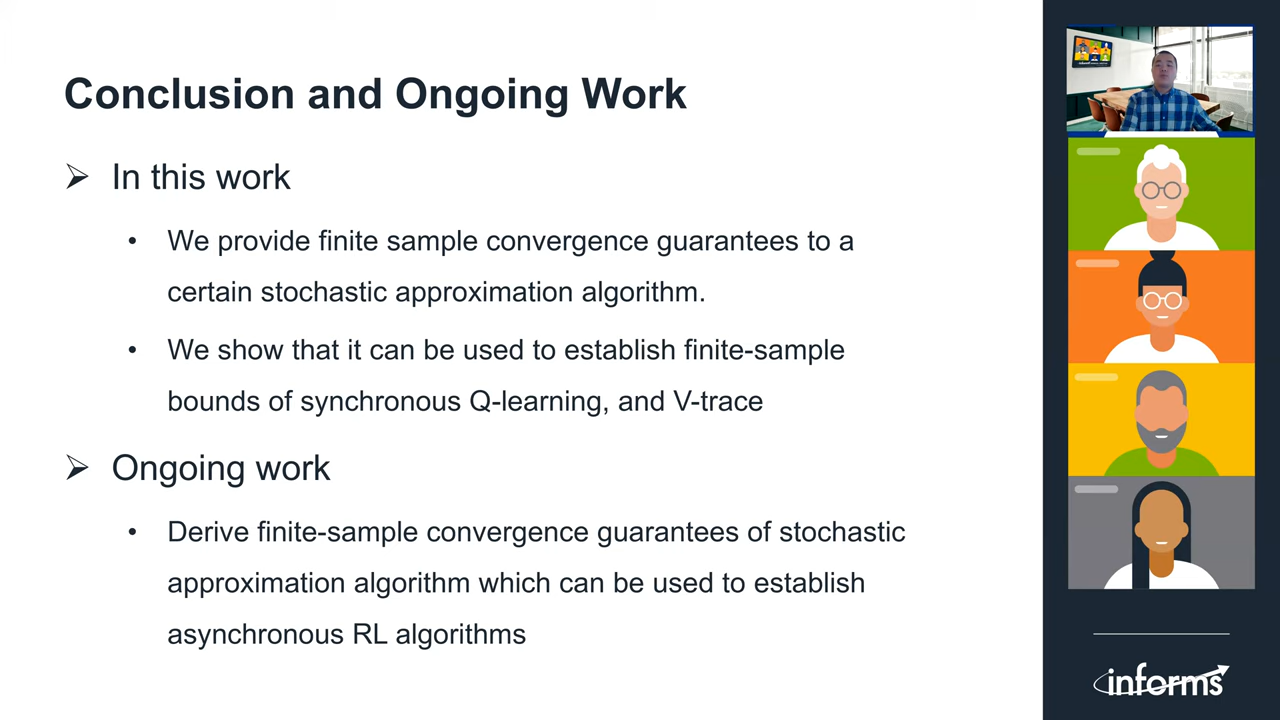 Conclusion and Ongoing Work
➢ In this work
• We provide finite sample convergence guarantees to a
certain stochastic approximation algorithm.
• We show that it can be used to establish finite-sample
bounds of synchronous Q-learning, and V-trace
➢ Ongoing work
• Derive finite-sample convergence guarantees of stochastic
approximation algorithm which can be used to establish
asynchronous RL algorithms
informs